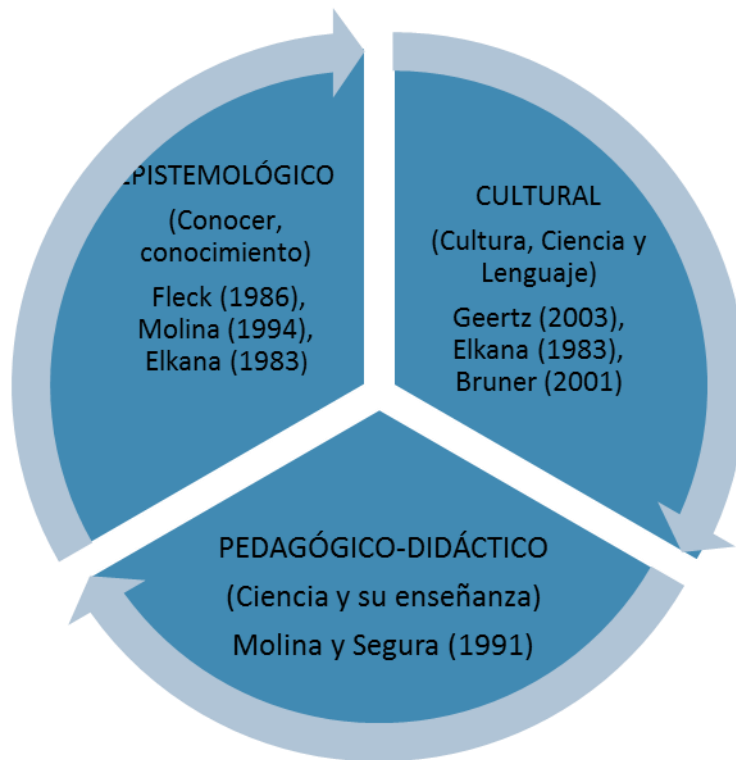 EPISTEMOLÓGICO
(Conocer,
conocimiento)
Fleck (1986),
Molina (1994),
Elkana (1983)
CULTURAL
(Cultura, Ciencia y
Lenguaje)
Geertz (2003),
Elkana (1983),
Bruner (2001)
PEDAGÓGICO-DIDÁCTICO
(Ciencia y su enseñanza)
Molina y Segura (1991)